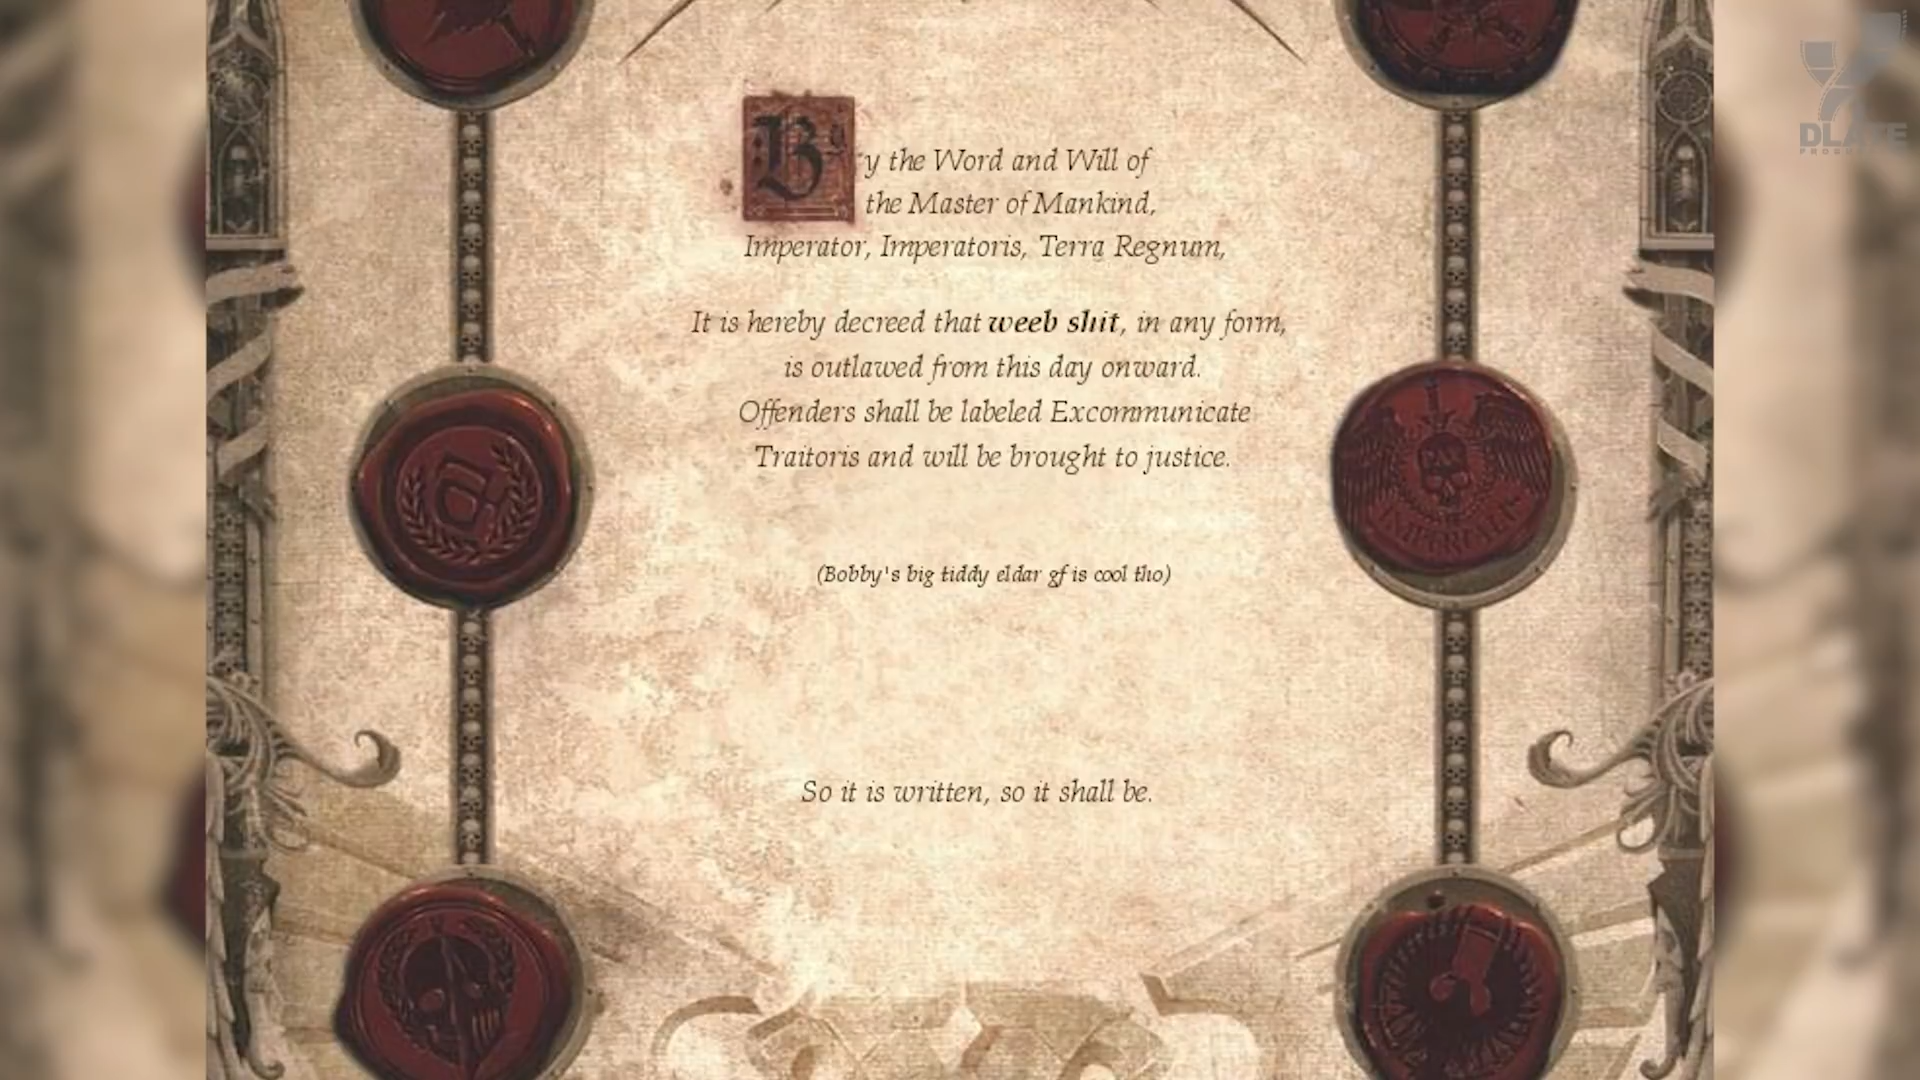 By the Word and Will of
the Master of Mankind,
Imperator, Imperatoris, Terra Regnum,
It is hereby decreed that weeb shit, in any form,
is outlawed from this day onward.
Offenders shall be labeled Excommunicate
Traitoris and will be brought to justice.
(Bobby's big tiddy eldar gf is cool tho)
So it is written, so it shall be.